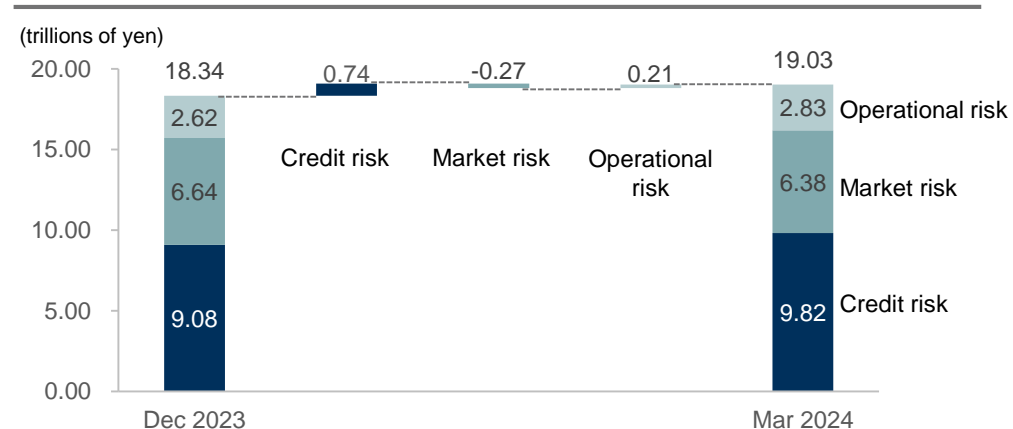 (trillions of yen)
20.00
15.00
10.00
5.00
0.00
18.34
2.62
6.64
9.08
Dec 2023
0.74
Credit risk
-0.27
Market risk
0.21
Operational
risk
19.03
2.83
6.38
9.82
Mar 2024
Operational risk
Market risk
Credit risk